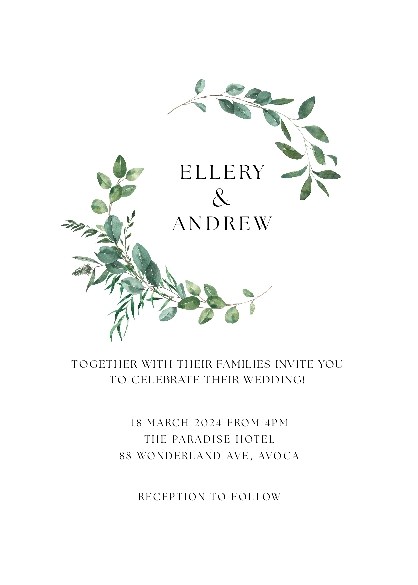 ELLERY
&
ANDREW
TOGETHER WITH THEIR FAMILIES INVITE YOU
TO CELEBRATE THEIR WEDDING!
18 MARCH 2024 FROM 4PM
THE PARADISE HOTEL
88 WONDERLAND AVE, AVOCA
RECEPTION TO FOLLOW